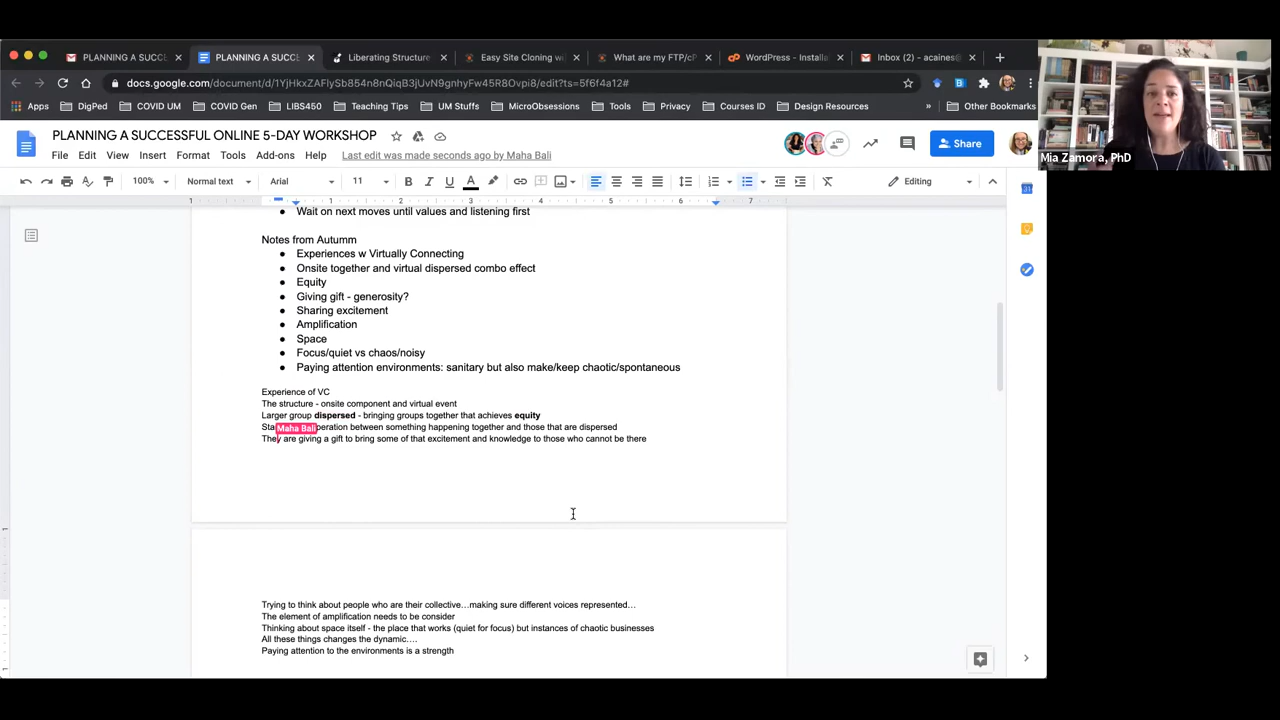 PLANNING A SUCCE
PLANNING A SUCCE
Liberating Structure
Easy Site Cloning w
What are my FTP/cP
WordPress - Installa
Inbox (2) - acaines@
docs.google.com/document/d/1YjHkxZAFlySb854n8nQiqB3jUvN9gnhyFw45R8Ovpi8/edit?ts=5f6f4a12#
Apps
DigPed
COVID UM
COVID Gen
LIBS450
Teaching Tips
UM Stuffs
MicroObsessions
Tools
Privacy
Courses ID
Design Resources
»
Other Bookmarks
Mia Zamora, PhD
PLANNING A SUCCESSFUL ONLINE 5-DAY WORKSHOP
File Edit View Insert Format Tools Add-ons Help Last edit was made seconds ago by Maha Bali
Share
100% Normal text Arial 11 B I U A Editing
1 1 2 3 4 5 6 7
● Wait on next moves until values and listening first
Notes from Autumm
● Experiences w Virtually Connecting
● Onsite together and virtual dispersed combo effect
● Equity
● Giving gift - generosity?
● Sharing excitement
● Amplification
● Space
● Focus/quiet vs chaos/noisy
● Paying attention environments: sanitary but also make/keep chaotic/spontaneous
Experience of VC
The structure - onsite component and virtual event
Larger group dispersed - bringing groups together that achieves equity
Maha Bali
between something happening together and those that are dispersed
They are giving a gift to bring some of that excitement and knowledge to those who cannot be there
Trying to think about people who are their collective…making sure different voices represented…
The element of amplification needs to be consider
Thinking about space itself - the place that works (quiet for focus) but instances of chaotic businesses
All these things changes the dynamic….
Paying attention to the environments is a strength